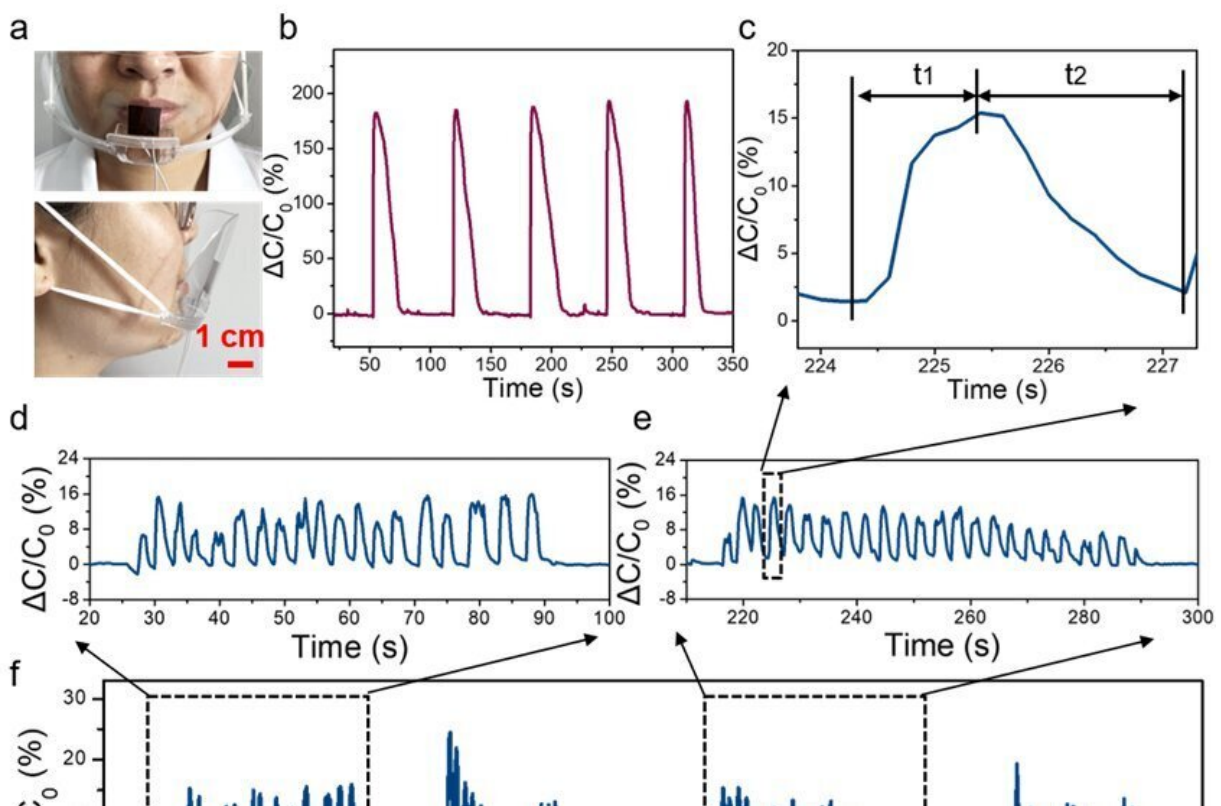 a
1 cm
b
ΔC/C0 (%)
200
150
100
50
0
50 100 150 200 250 300 350
Time (s)
c
ΔC/C0 (%)
20
15
10
5
0
t1 t2
224 225 226 227
Time (s)
d
ΔC/C0 (%)
24
16
8
0
-8
20 30 40 50 60 70 80 90 100
Time (s)
e
ΔC/C0 (%)
24
16
8
0
-8
220 240 260 280 300
Time (s)
f
0 (%)
30
20